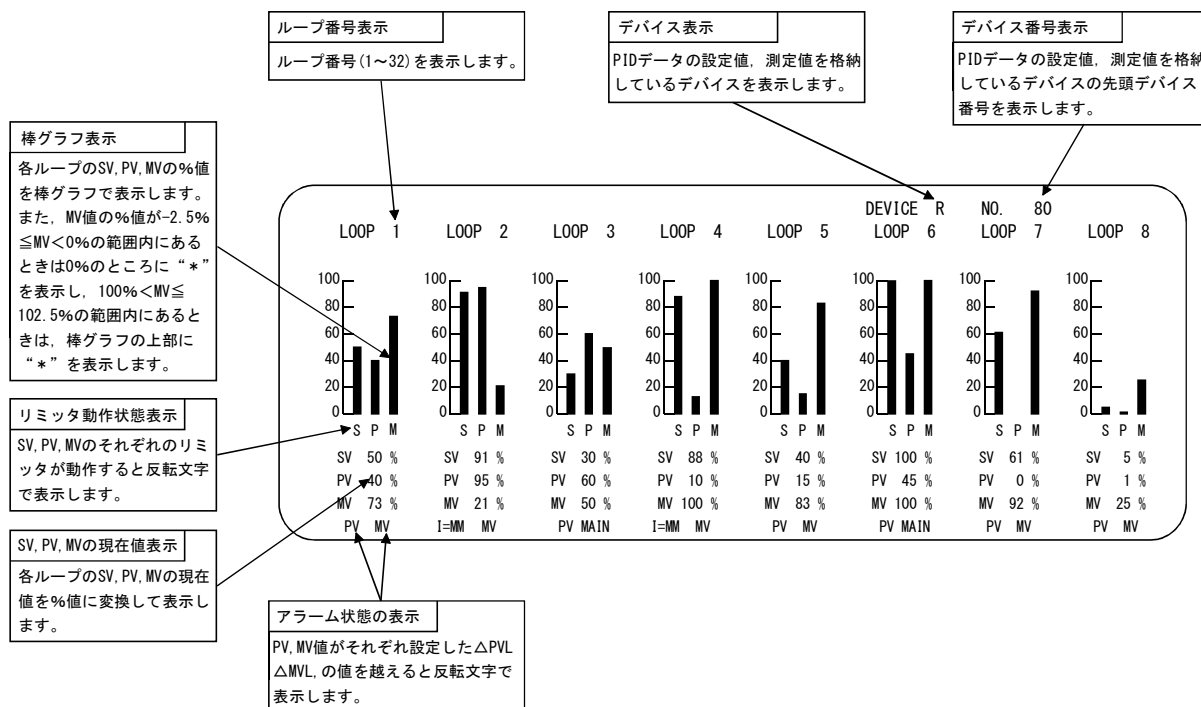 ループ番号表示
ループ番号(1～32)を表示します。
デバイス表示
PIDデータの設定値, 測定値を格納
しているデバイスを表示します。
デバイス番号表示
PIDデータの設定値, 測定値を格納
しているデバイスの先頭デバイス
番号を表示します。
棒グラフ表示
各ループのSV,PV,MVの%値
を棒グラフで表示します。
また, MV値の%値が-2.5%
≦MV<0%の範囲内にある
ときは0%のところに“*”
を表示し, 100%<MV≦
102.5%の範囲内にあると
きは, 棒グラフの上部に
“*”を表示します。
リミッタ動作状態表示
SV,PV,MVのそれぞれのリミ
ッタが動作すると反転文字
で表示します。
SV,PV,MVの現在値表示
各ループのSV,PV,MVの現在
値を%値に変換して表示し
ます。
アラーム状態の表示
PV,MV値がそれぞれ設定した△PVL
△MVL,の値を越えると反転文字で
表示します。
DEVICE R NO. 80
LOOP 1 LOOP 2 LOOP 3 LOOP 4 LOOP 5 LOOP 6 LOOP 7 LOOP 8
100 100 100 100 100 100 100 100
80 80 80 80 80 80 80 80
60 60 60 60 60 60 60 60
40 40 40 40 40 40 40 40
20 20 20 20 20 20 20 20
0 0 0 0 0 0 0 0
S P M S P M S P M S P M S P M S P M S P M S P M
SV 50 % SV 91 % SV 30 % SV 88 % SV 40 % SV 100 % SV 61 % SV 5 %
PV 40 % PV 95 % PV 60 % PV 10 % PV 15 % PV 45 % PV 0 % PV 1 %
MV 73 % MV 21 % MV 50 % MV 100 % MV 83 % MV 100 % MV 92 % MV 25 %
PV MV I=MM MV PV MAIN I=MM MV PV MV PV MAIN PV MV PV MV